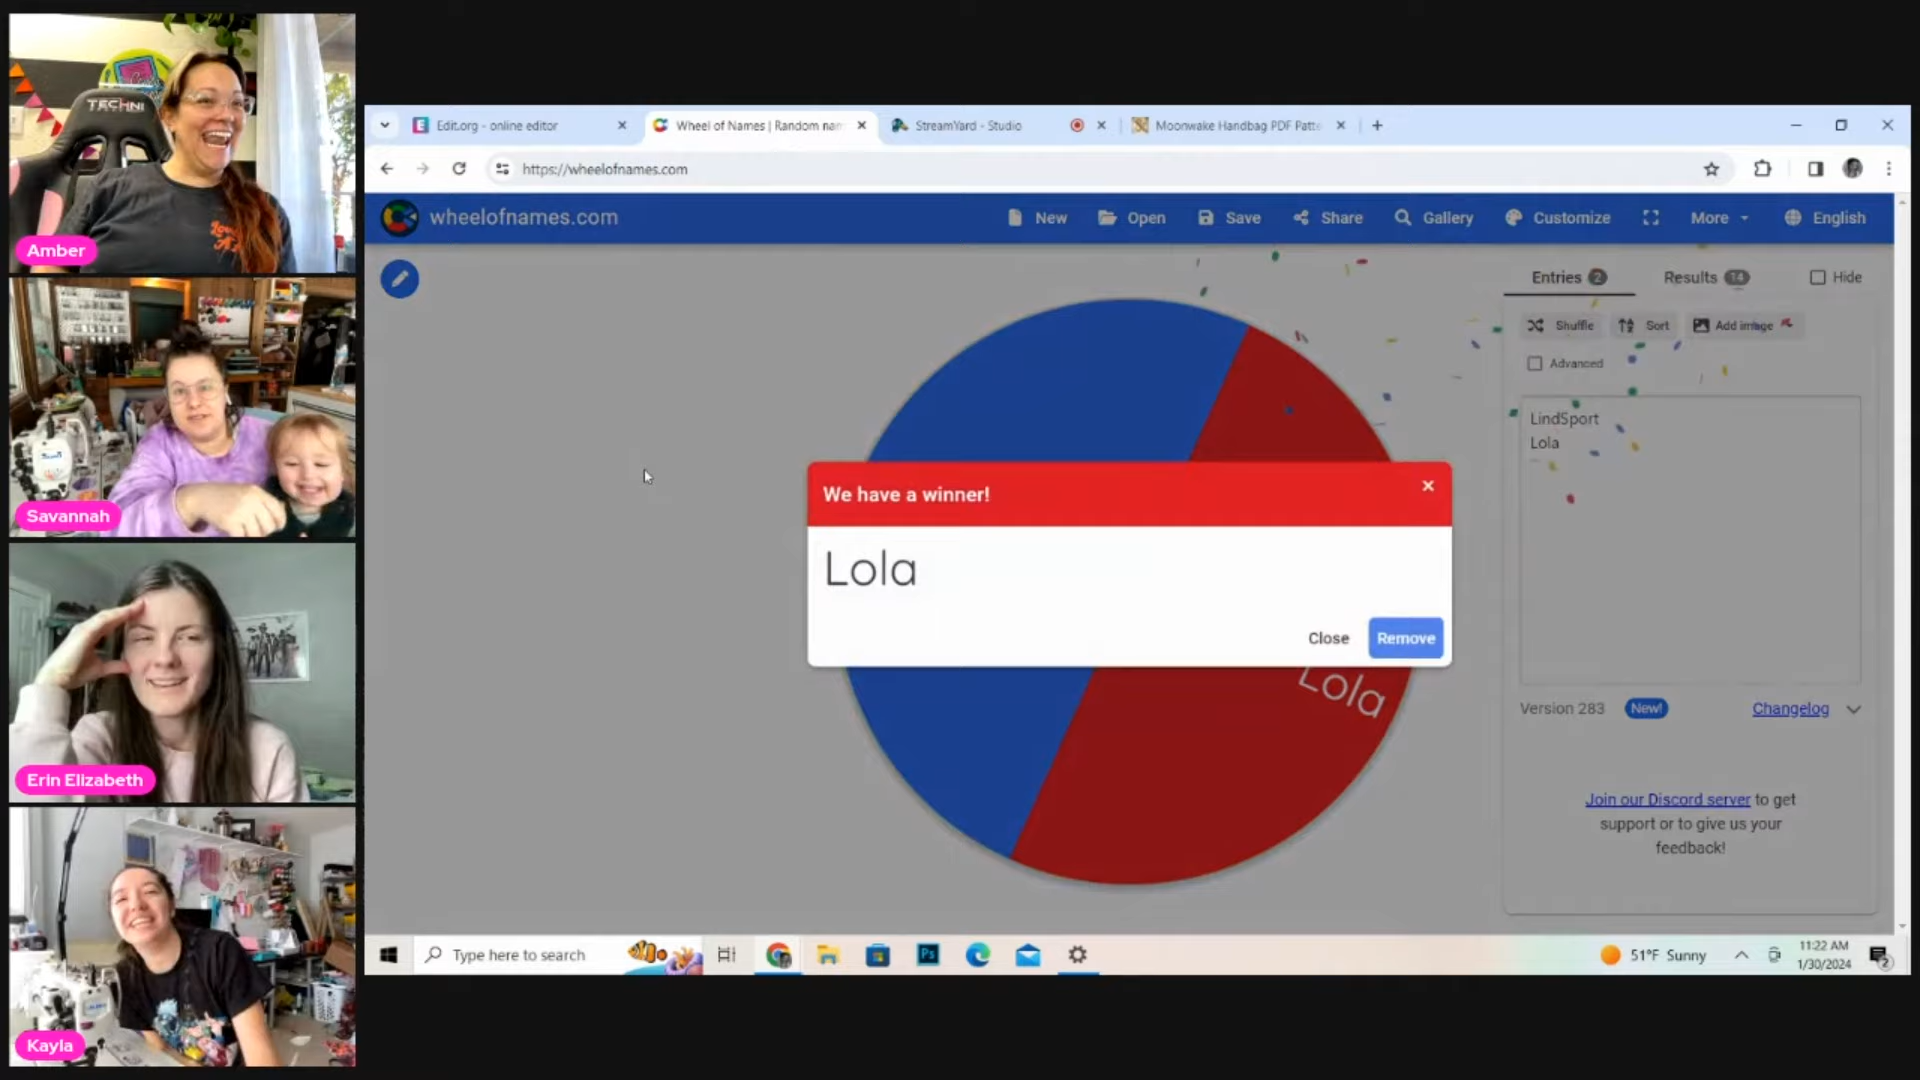 TECHNI
Amber
Savannah
Erin Elizabeth
Kayla
Edit.org - online editor
Wheel of Names | Random nam
StreamYard - Studio
Moonwake Handbag PDF Patte
https://wheelofnames.com
wheelofnames.com
New
Open
Save
Share
Gallery
Customize
More
English
Entries 2
Results 14
Hide
Shuffle
Sort
Add image
Advanced
LindSport
Lola
We have a winner!
Lola
Close
Remove
Lola
Version 283
New!
Changelog
Join our Discord server to get
support or to give us your
feedback!
Type here to search
Ps
51°F Sunny
11:22 AM
1/30/2024
2